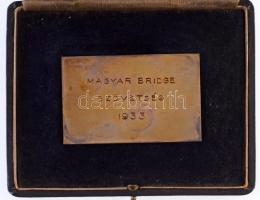 MAGYAR BRIDGE
SZÖVETSÉG
1933
darabanth